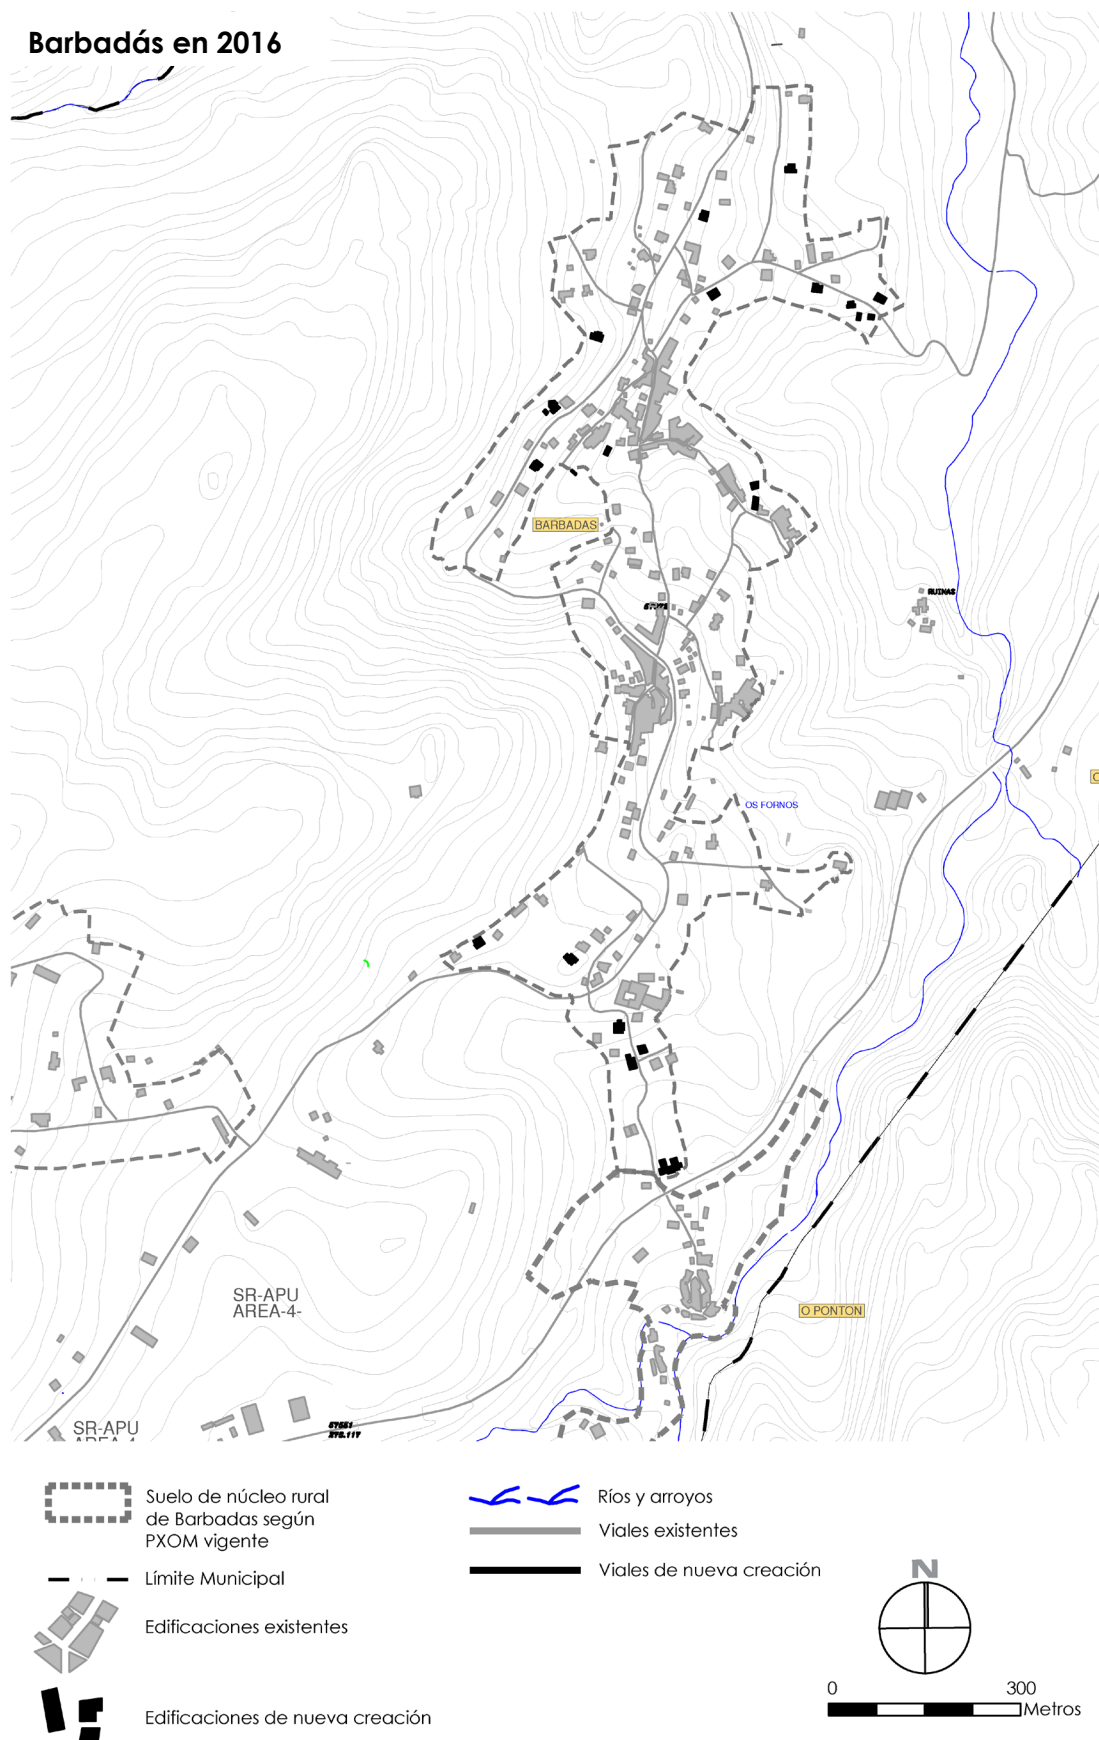 Barbadás en 2016
BARBADAS
RUINAS
OS FORNOS
SR-APU
AREA-4-
O PONTON
SR-APU
Suelo de núcleo rural
de Barbadas según
PXOM vigente
Límite Municipal
Edificaciones existentes
Edificaciones de nueva creación
Ríos y arroyos
Viales existentes
Viales de nueva creación
N
0 300
Metros